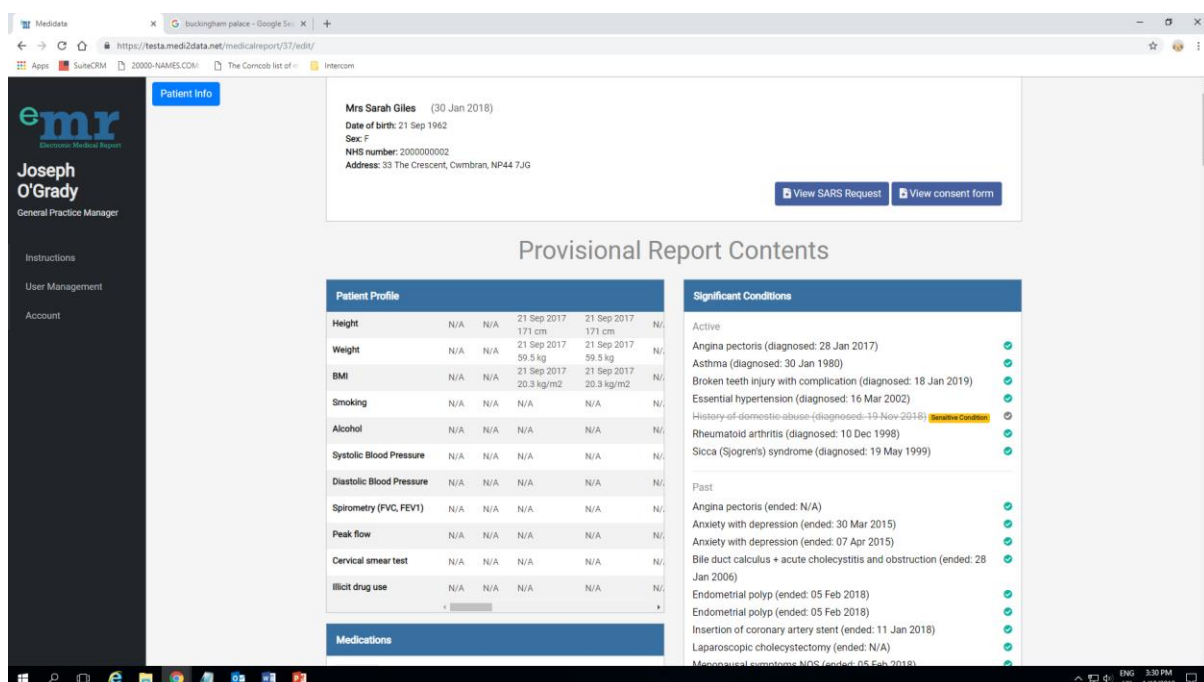 Medidata
buckingham palace - Google Se
https://testa.medi2data.net/medicalreport/37/edit/
Apps SuiteCRM 20000-NAMES.COM The Comcob list of Intercom
emr
Electronic Medical Report
Joseph
O'Grady
General Practice Manager
Instructions
User Management
Account
Patient Info
Mrs Sarah Giles (30 Jan 2018)
Date of birth: 21 Sep 1962
Sex: F
NHS number: 2000000002
Address: 33 The Crescent, Cwmbran, NP44 7JG
View SARS Request View consent form
Provisional Report Contents
Patient Profile
Height N/A N/A 21 Sep 2017 171 cm 21 Sep 2017 171 cm N/
Weight N/A N/A 21 Sep 2017 59.5 kg 21 Sep 2017 59.5 kg N/
BMI N/A N/A 21 Sep 2017 20.3 kg/m2 21 Sep 2017 20.3 kg/m2 N/
Smoking N/A N/A N/A N/A N/
Alcohol N/A N/A N/A N/A N/
Systolic Blood Pressure N/A N/A N/A N/A N/
Diastolic Blood Pressure N/A N/A N/A N/A N/
Spirometry (FVC, FEV1) N/A N/A N/A N/A N/
Peak flow N/A N/A N/A N/A N/
Cervical smear test N/A N/A N/A N/A N/
Illicit drug use N/A N/A N/A N/A N/
Medications
Significant Conditions
Active
Angina pectoris (diagnosed: 28 Jan 2017)
Asthma (diagnosed: 30 Jan 1980)
Broken teeth injury with complication (diagnosed: 18 Jan 2019)
Essential hypertension (diagnosed: 16 Mar 2002)
History of domestic abuse (diagnosed: 19 Nov 2018) Sensitive Condition
Rheumatoid arthritis (diagnosed: 10 Dec 1998)
Sicca (Sjogren's) syndrome (diagnosed: 19 May 1999)
Past
Angina pectoris (ended: N/A)
Anxiety with depression (ended: 30 Mar 2015)
Anxiety with depression (ended: 07 Apr 2015)
Bile duct calculus + acute cholecystitis and obstruction (ended: 28
Jan 2006)
Endometrial polyp (ended: 05 Feb 2018)
Endometrial polyp (ended: 05 Feb 2018)
Insertion of coronary artery stent (ended: 11 Jan 2018)
Laparoscopic cholecystectomy (ended: N/A)
Menopausal symptoms NOS (ended: 05 Feb 2018)
ENG 3:30 PM